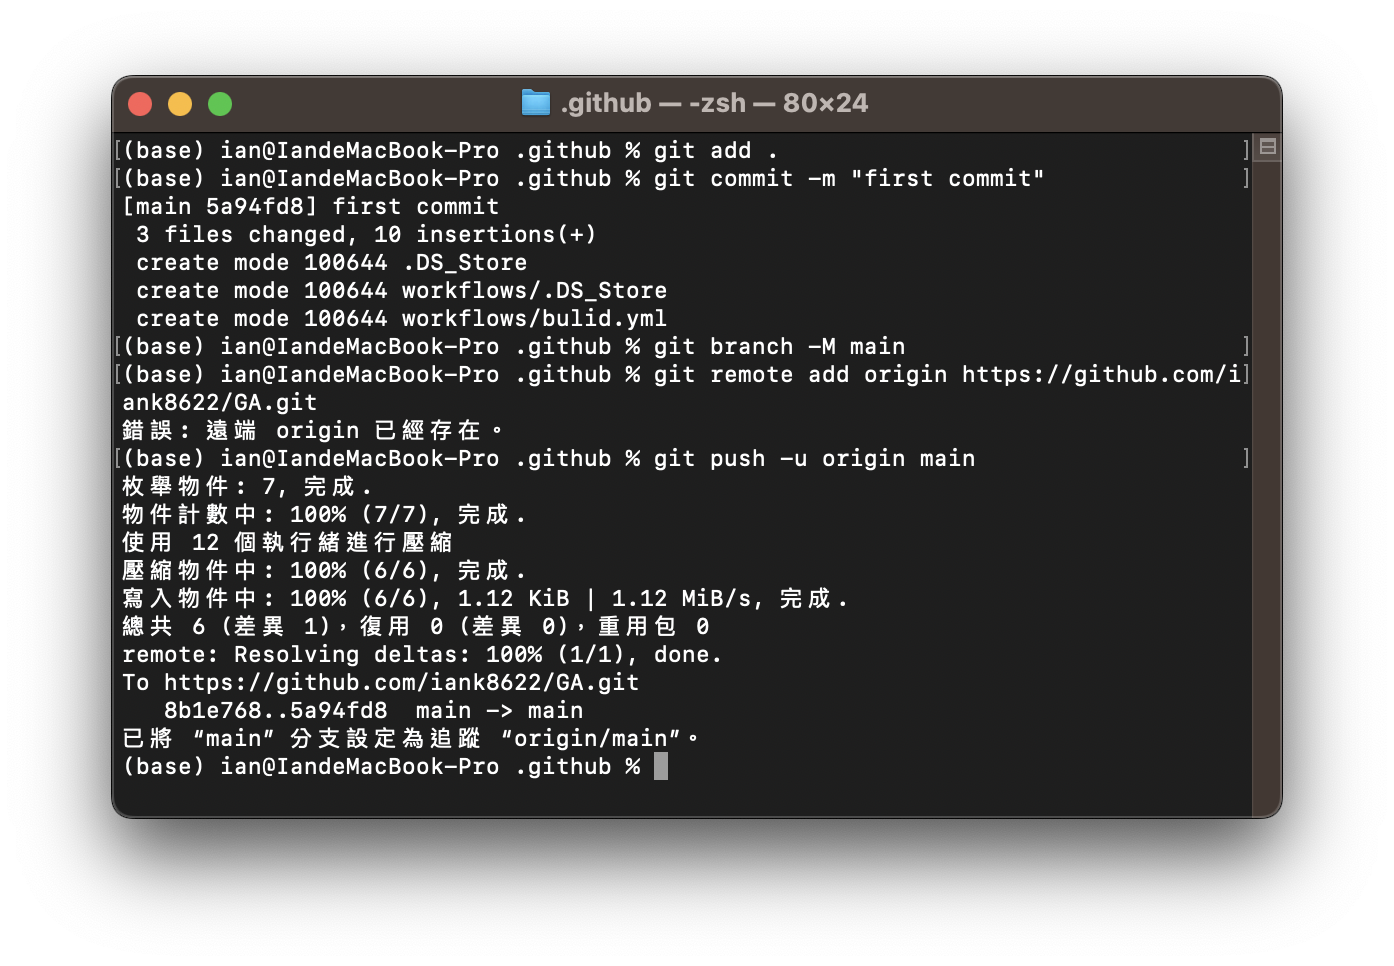 .github — -zsh — 80×24
(base) ian@IandeMacBook-Pro .github % git add .
(base) ian@IandeMacBook-Pro .github % git commit -m "first commit"
[main 5a94fd8] first commit
 3 files changed, 10 insertions(+)
 create mode 100644 .DS_Store
 create mode 100644 workflows/.DS_Store
 create mode 100644 workflows/bulid.yml
(base) ian@IandeMacBook-Pro .github % git branch -M main
(base) ian@IandeMacBook-Pro .github % git remote add origin https://github.com/i
ank8622/GA.git
錯誤: 遠端 origin 已經存在。
(base) ian@IandeMacBook-Pro .github % git push -u origin main
枚舉物件: 7, 完成.
物件計數中: 100% (7/7), 完成.
使用 12 個執行緒進行壓縮
壓縮物件中: 100% (6/6), 完成.
寫入物件中: 100% (6/6), 1.12 KiB | 1.12 MiB/s, 完成.
總共 6 (差異 1),復用 0 (差異 0),重用包 0
remote: Resolving deltas: 100% (1/1), done.
To https://github.com/iank8622/GA.git
   8b1e768..5a94fd8  main -> main
已將 “main” 分支設定為追蹤 “origin/main”。
(base) ian@IandeMacBook-Pro .github %